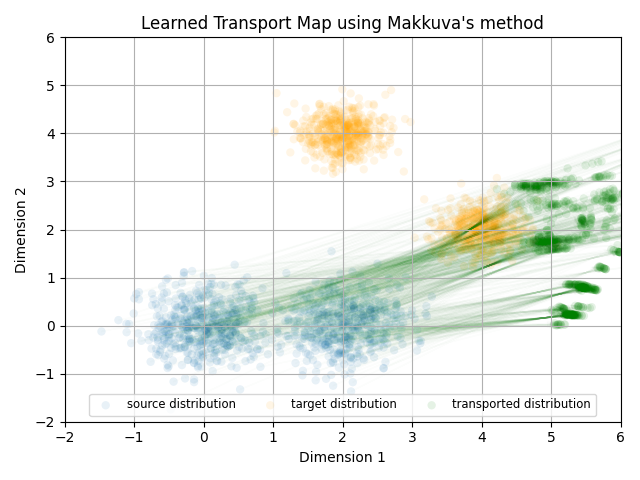 Learned Transport Map using Makkuva's method
6
5
4
3
2
1
0
−1
−2
Dimension 2
source distribution target distribution transported distribution
−2 −1 0 1 2 3 4 5 6
Dimension 1